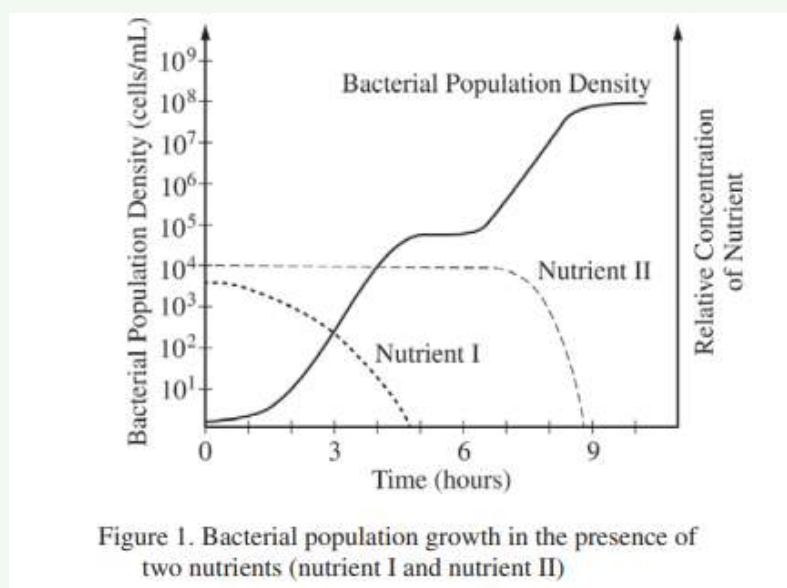 Bacterial Population Density (cells/mL)
10⁹
10⁸
10⁷
10⁶
10⁵
10⁴
10³
10²
10¹
Bacterial Population Density
Nutrient II
Nutrient I
Relative Concentration
of Nutrient
0 3 6 9
Time (hours)
Figure 1. Bacterial population growth in the presence of
two nutrients (nutrient I and nutrient II)